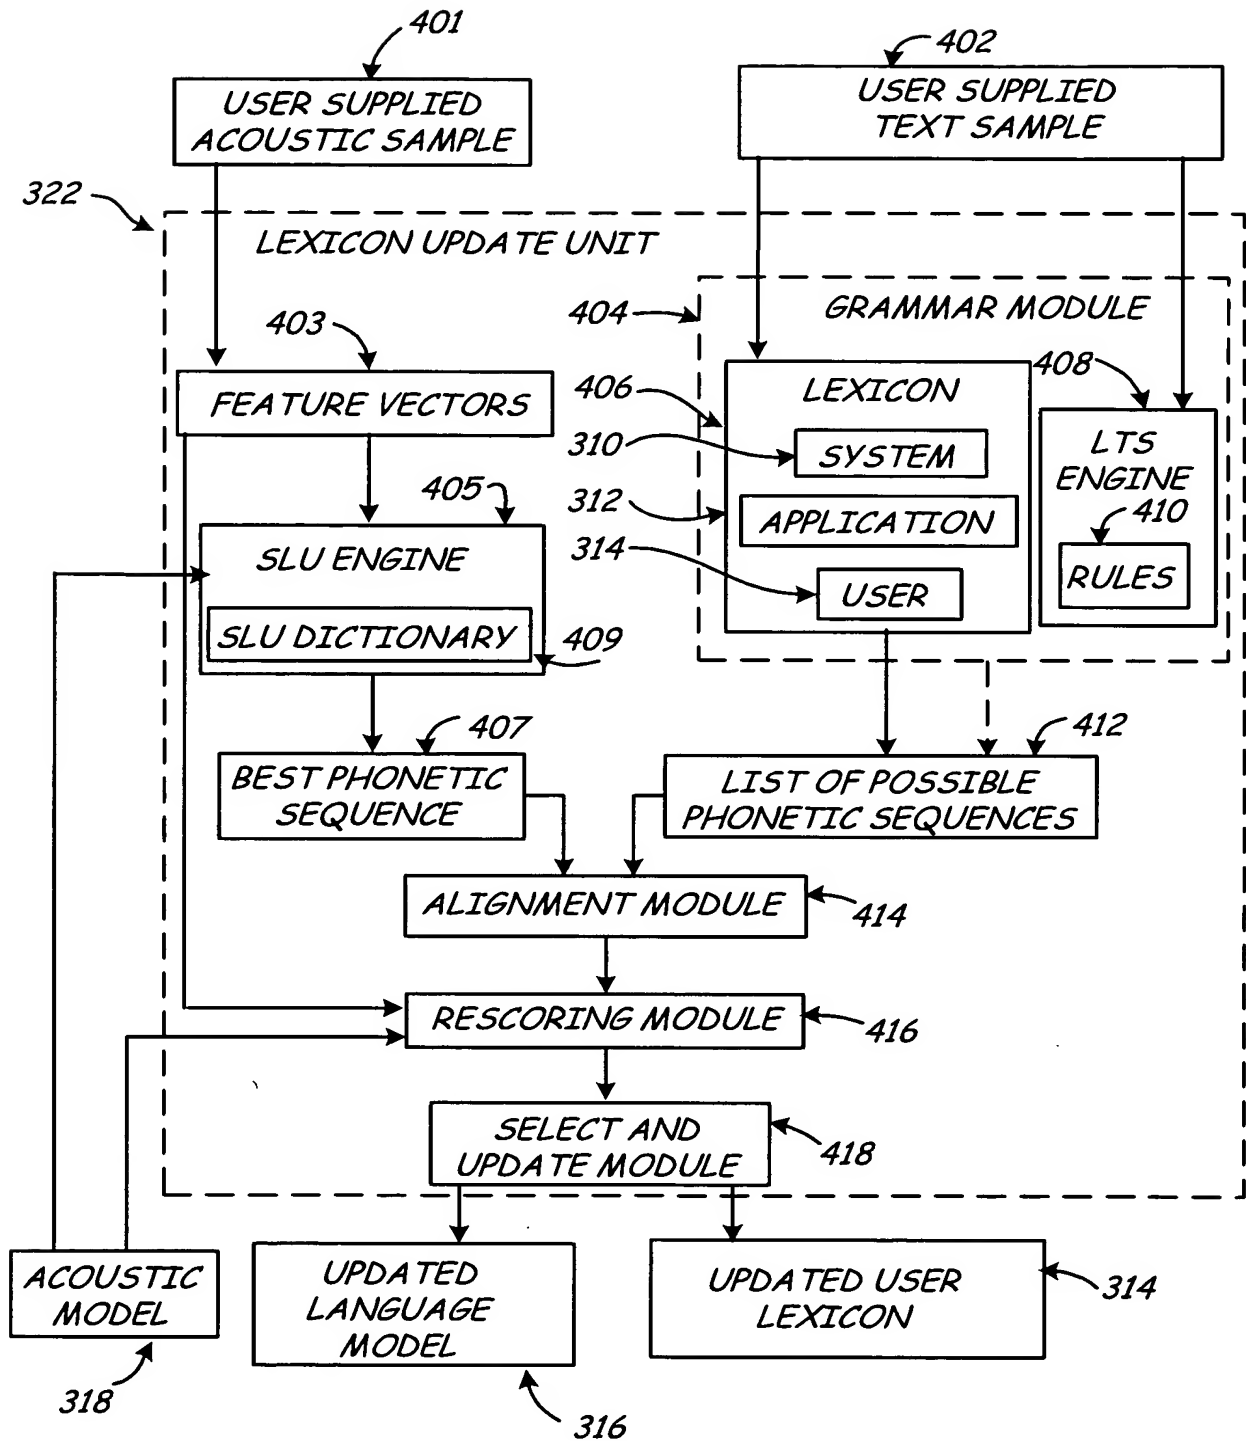 401
402
USER SUPPLIED
ACOUSTIC SAMPLE
USER SUPPLIED
TEXT SAMPLE
322
LEXICON UPDATE UNIT
404
GRAMMAR MODULE
403
FEATURE VECTORS
406
LEXICON
408
310
SYSTEM
LTS
ENGINE
312
APPLICATION
410
314
USER
RULES
405
SLU ENGINE
SLU DICTIONARY
409
407
412
BEST PHONETIC
SEQUENCE
LIST OF POSSIBLE
PHONETIC SEQUENCES
ALIGNMENT MODULE
414
RESCORING MODULE
416
SELECT AND
UPDATE MODULE
418
ACOUSTIC
MODEL
318
UPDATED
LANGUAGE
MODEL
316
UPDATED USER
LEXICON
314